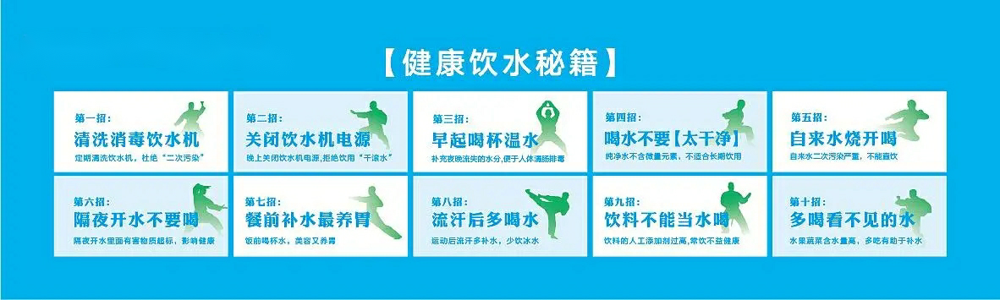 【健康饮水秘籍】
第一招：
清洗消毒饮水机
定期清洗饮水机，杜绝“二次污染”
第二招：
关闭饮水机电源
晚上关闭饮水机电源,拒绝饮用“千滚水”
第三招：
早起喝杯温水
补充夜晚流失的水分,便于人体清肠排毒
第四招：
喝水不要【太干净】
纯净水不含微量元素，不适合长期饮用
第五招：
自来水烧开喝
自来水二次污染严重，不能直饮
第六招：
隔夜开水不要喝
隔夜开水里面有害物质超标，影响健康
第七招：
餐前补水最养胃
饭前喝杯水，美容又养胃
第八招：
流汗后多喝水
运动后流汗多补水，少饮冰水
第九招：
饮料不能当水喝
饮料的人工添加剂过高,常饮不益健康
第十招：
多喝看不见的水
水果蔬菜含水量高，多吃有助于补水